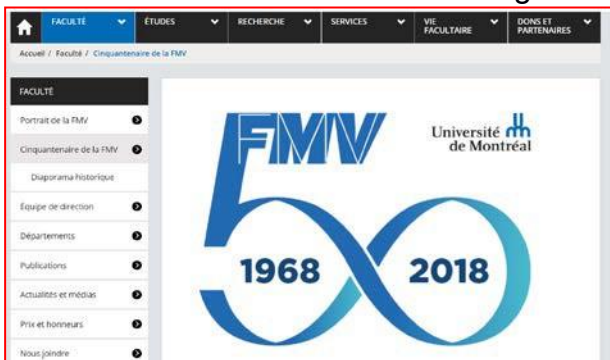 FACULTÉ
ÉTUDES
RECHERCHE
SERVICES
VIE
FACULTAIRE
DONS ET
PARTENAIRES
Accueil / Faculté / Cinquantenaire de la FMV
FACULTÉ
Portrait de la FMV
Cinquantenaire de la FMV
Diaporama historique
Équipe de direction
Départements
Publications
Actualités et médias
Prix et honneurs
Nous joindre
FMV
Université
de Montréal
50
1968
2018